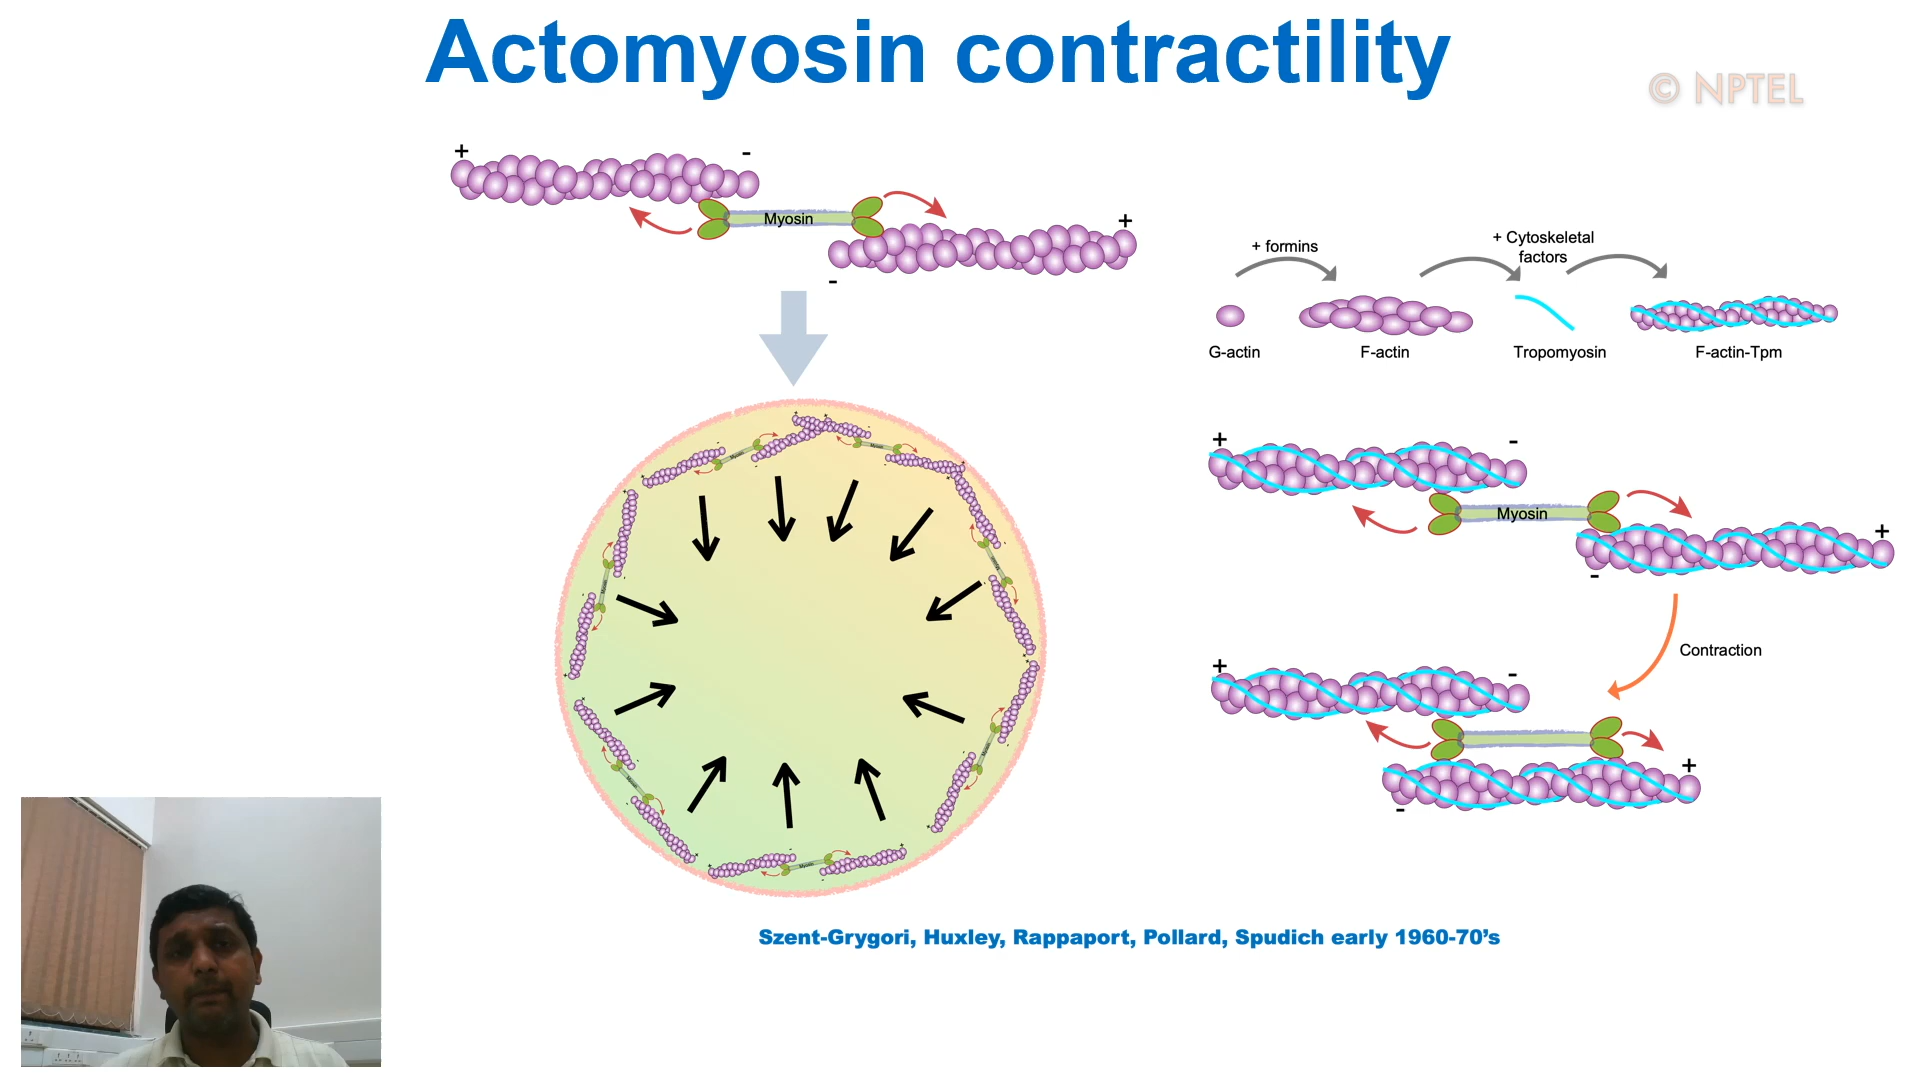 Actomyosin contractility
© NPTEL
+
-
Myosin
+
-
+ formins
+ Cytoskeletal
factors
G-actin
F-actin
Tropomyosin
F-actin-Tpm
+
-
Myosin
+
-
Contraction
+
-
+
-
Szent-Grygori, Huxley, Rappaport, Pollard, Spudich early 1960-70's